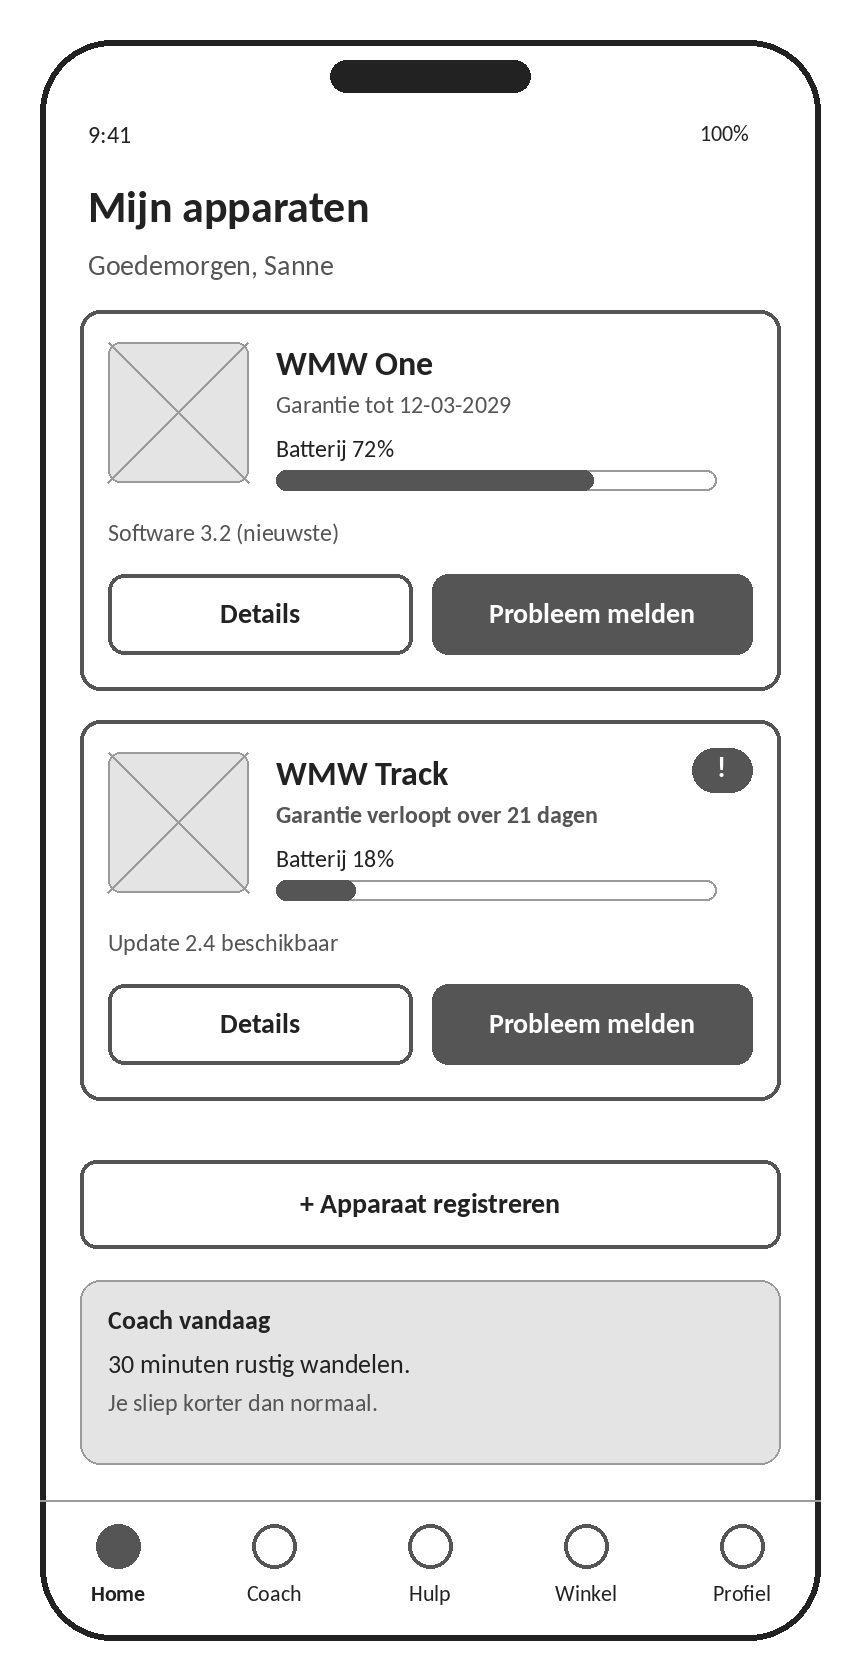 9:41
100%
Mijn apparaten
Goedemorgen, Sanne
WMW One
Garantie tot 12-03-2029
Batterij 72%
Software 3.2 (nieuwste)
Details
Probleem melden
WMW Track
!
Garantie verloopt over 21 dagen
Batterij 18%
Update 2.4 beschikbaar
Details
Probleem melden
+ Apparaat registreren
Coach vandaag
30 minuten rustig wandelen.
Je sliep korter dan normaal.
Home
Coach
Hulp
Winkel
Profiel